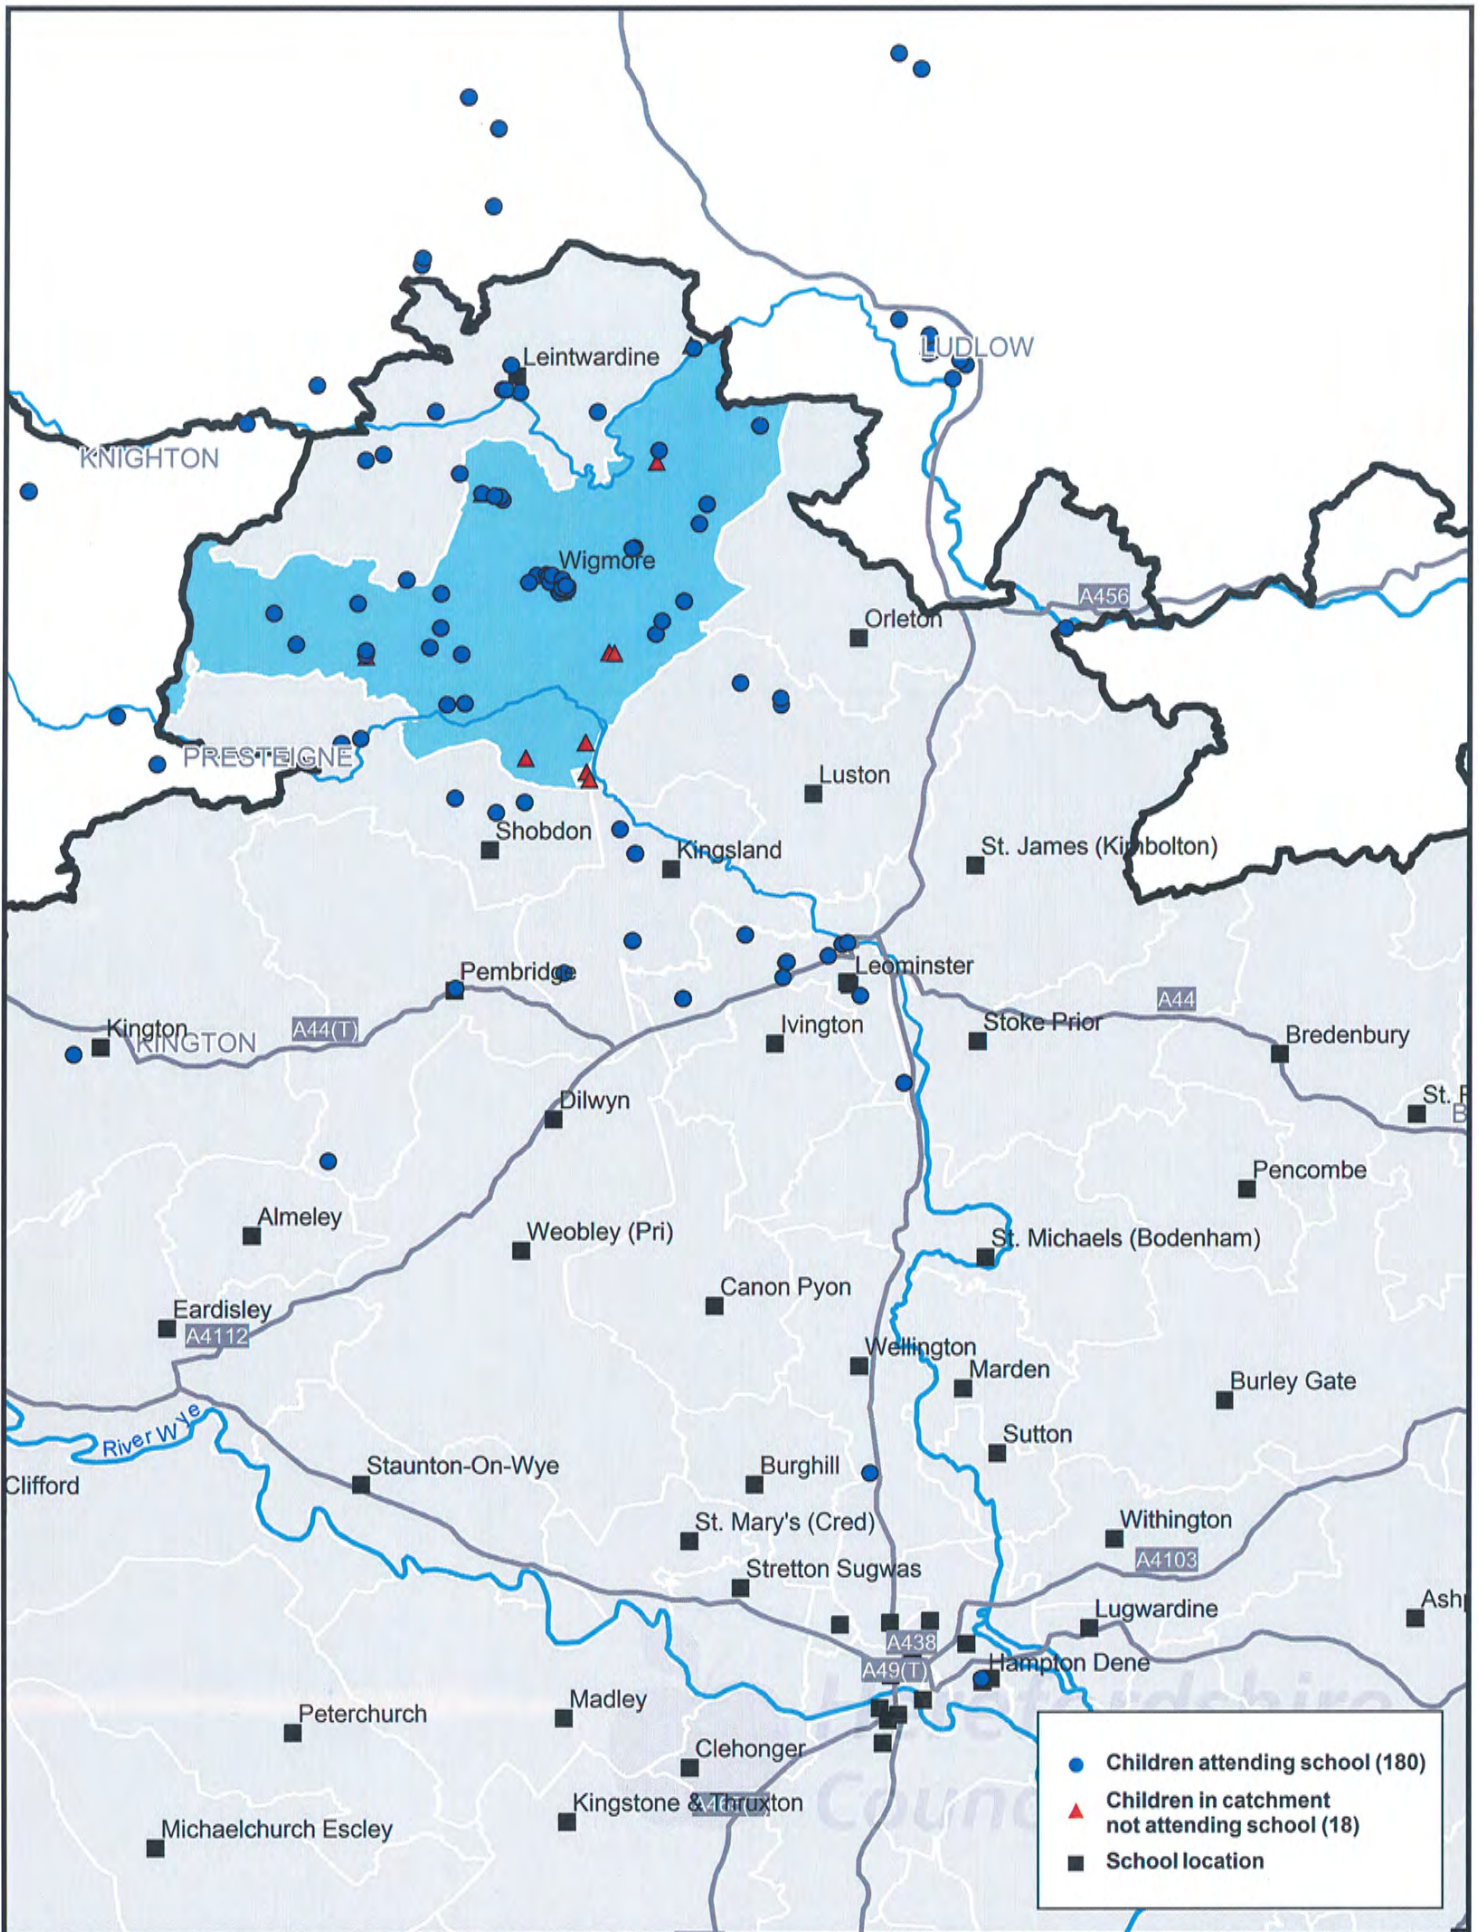 LUDLOW
Leintwardine
KNIGHTON
Wigmore
A456
Orleton
PRESTEIGNE
Luston
Shobdon
Kingsland
St. James (Kimbolton)
Pembridge
Leominster
A44
Kington
KINGTON
A44(T)
Ivington
Stoke Prior
Bredenbury
Dilwyn
St. F
B
Pencombe
Almeley
Weobley (Pri)
St. Michaels (Bodenham)
Canon Pyon
Eardisley
A4112
Wellington
Marden
Burley Gate
River Wye
Sutton
Staunton-On-Wye
Burghill
Clifford
St. Mary's (Cred)
Withington
A4103
Stretton Sugwas
Lugwardine
Ash
A438
A49(T)
Hampton Dene
Madley
Peterchurch
Clehonger
Kingstone & Thruxton
Michaelchurch Escley
Children attending school (180)
Children in catchment
not attending school (18)
School location